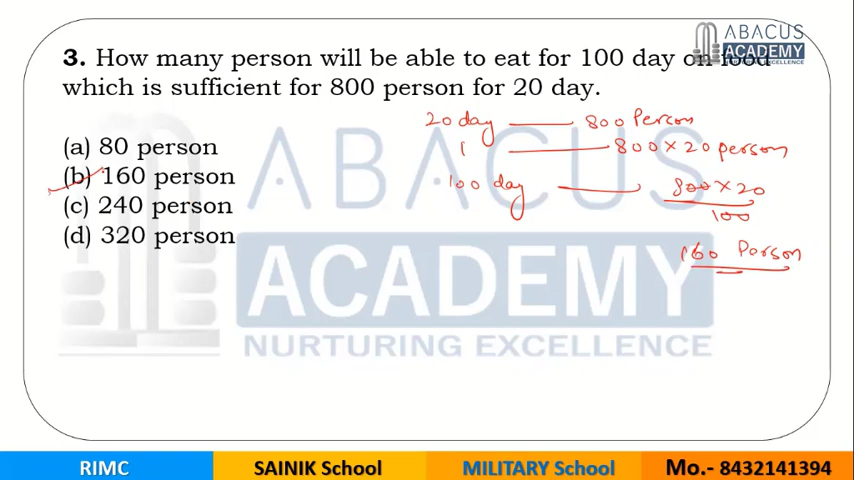 ABACUS
ACADEMY
NURTURING EXCELLENCE
3. How many person will be able to eat for 100 day on food
which is sufficient for 800 person for 20 day.
(a) 80 person
(b) 160 person
(c) 240 person
(d) 320 person
20 day 800 Person
1 800 × 20 person
100 day 800 × 20
100
160 Person
ABACUS
ACADEMY
NURTURING EXCELLENCE
RIMC SAINIK School MILITARY School Mo.- 8432141394